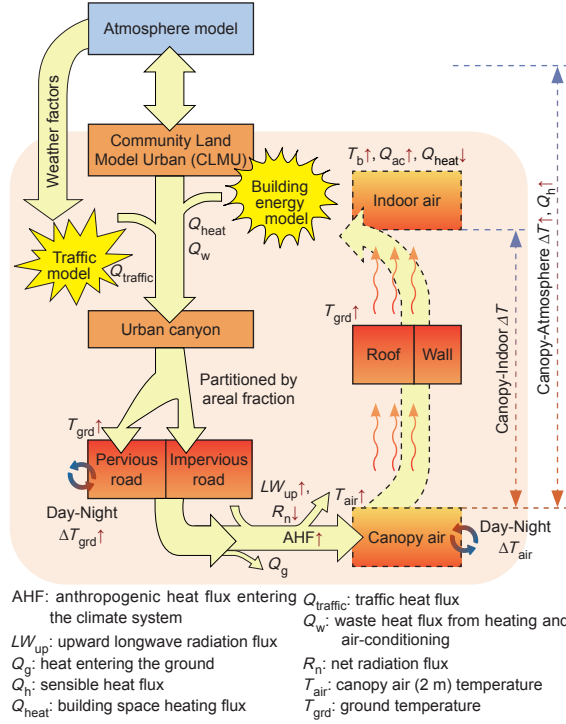 Atmosphere model
Weather factors
Community Land
Model Urban (CLMU)
Building
energy
model
Q_heat
Q_w
Traffic
model
Q_traffic
Urban canyon
Partitioned by
areal fraction
T_grd↑
Pervious
road
Impervious
road
Day-Night
ΔT_grd↑
LW_up↑,
R_n↓
AHF↑
Q_g
T_air↑
Canopy air
Day-Night
ΔT_air
T_grd↑
Roof
Wall
T_b↑, Q_ac↑, Q_heat↓
Indoor air
Canopy-Indoor ΔT
Canopy-Atmosphere ΔT↑, Q_h↑
AHF: anthropogenic heat flux entering
the climate system
LW_up: upward longwave radiation flux
Q_g: heat entering the ground
Q_h: sensible heat flux
Q_heat: building space heating flux
Q_traffic: traffic heat flux
Q_w: waste heat flux from heating and
air-conditioning
R_n: net radiation flux
T_air: canopy air (2 m) temperature
T_grd: ground temperature